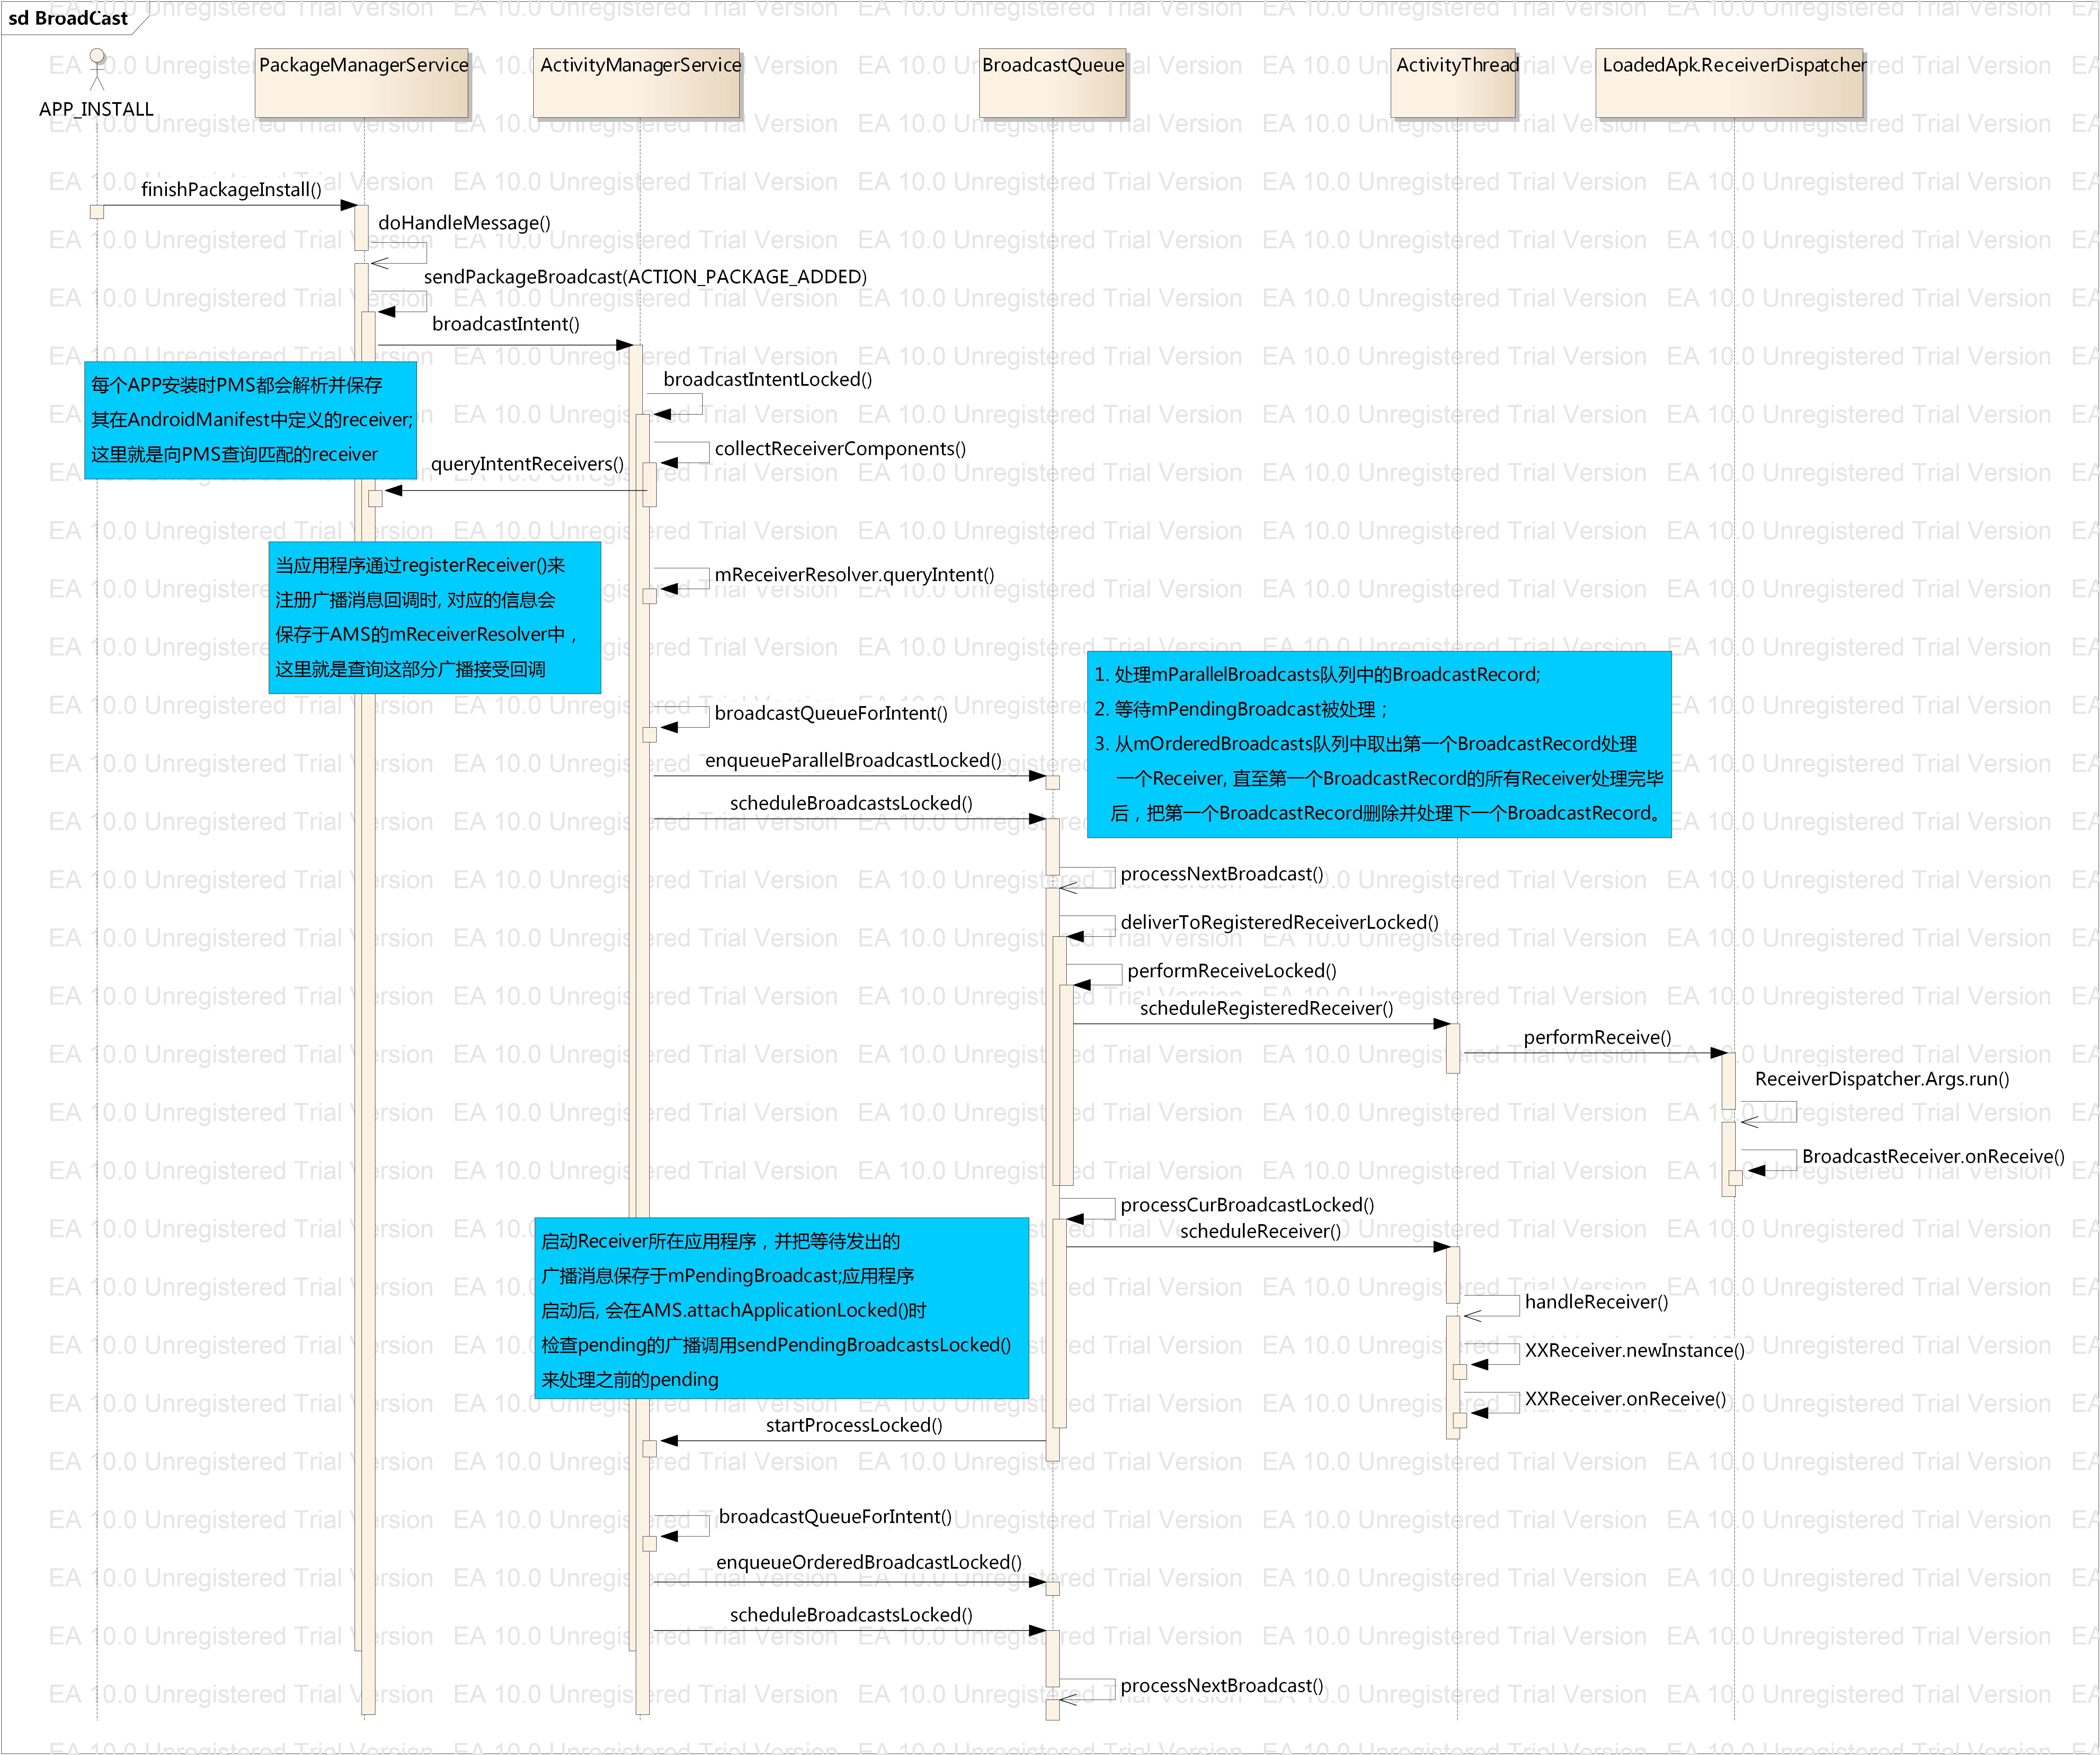 sd BroadCast
APP_INSTALL
PackageManagerService
ActivityManagerService
BroadcastQueue
ActivityThread
LoadedApk.ReceiverDispatcher
finishPackageInstall()
doHandleMessage()
sendPackageBroadcast(ACTION_PACKAGE_ADDED)
broadcastIntent()
每个APP安装时PMS都会解析并保存
其在AndroidManifest中定义的receiver;
这里就是向PMS查询匹配的receiver
broadcastIntentLocked()
collectReceiverComponents()
queryIntentReceivers()
当应用程序通过registerReceiver()来
注册广播消息回调时, 对应的信息会
保存于AMS的mReceiverResolver中，
这里就是查询这部分广播接受回调
mReceiverResolver.queryIntent()
broadcastQueueForIntent()
1. 处理mParallelBroadcasts队列中的BroadcastRecord;
2. 等待mPendingBroadcast被处理；
3. 从mOrderedBroadcasts队列中取出第一个BroadcastRecord处理
一个Receiver, 直至第一个BroadcastRecord的所有Receiver处理完毕
后，把第一个BroadcastRecord删除并处理下一个BroadcastRecord。
enqueueParallelBroadcastLocked()
scheduleBroadcastsLocked()
processNextBroadcast()
deliverToRegisteredReceiverLocked()
performReceiveLocked()
scheduleRegisteredReceiver()
performReceive()
ReceiverDispatcher.Args.run()
BroadcastReceiver.onReceive()
processCurBroadcastLocked()
scheduleReceiver()
启动Receiver所在应用程序，并把等待发出的
广播消息保存于mPendingBroadcast;应用程序
启动后, 会在AMS.attachApplicationLocked()时
检查pending的广播调用sendPendingBroadcastsLocked()
来处理之前的pending
handleReceiver()
XXReceiver.newInstance()
XXReceiver.onReceive()
startProcessLocked()
broadcastQueueForIntent()
enqueueOrderedBroadcastLocked()
scheduleBroadcastsLocked()
processNextBroadcast()
EA 10.0 Unregistered Trial Version